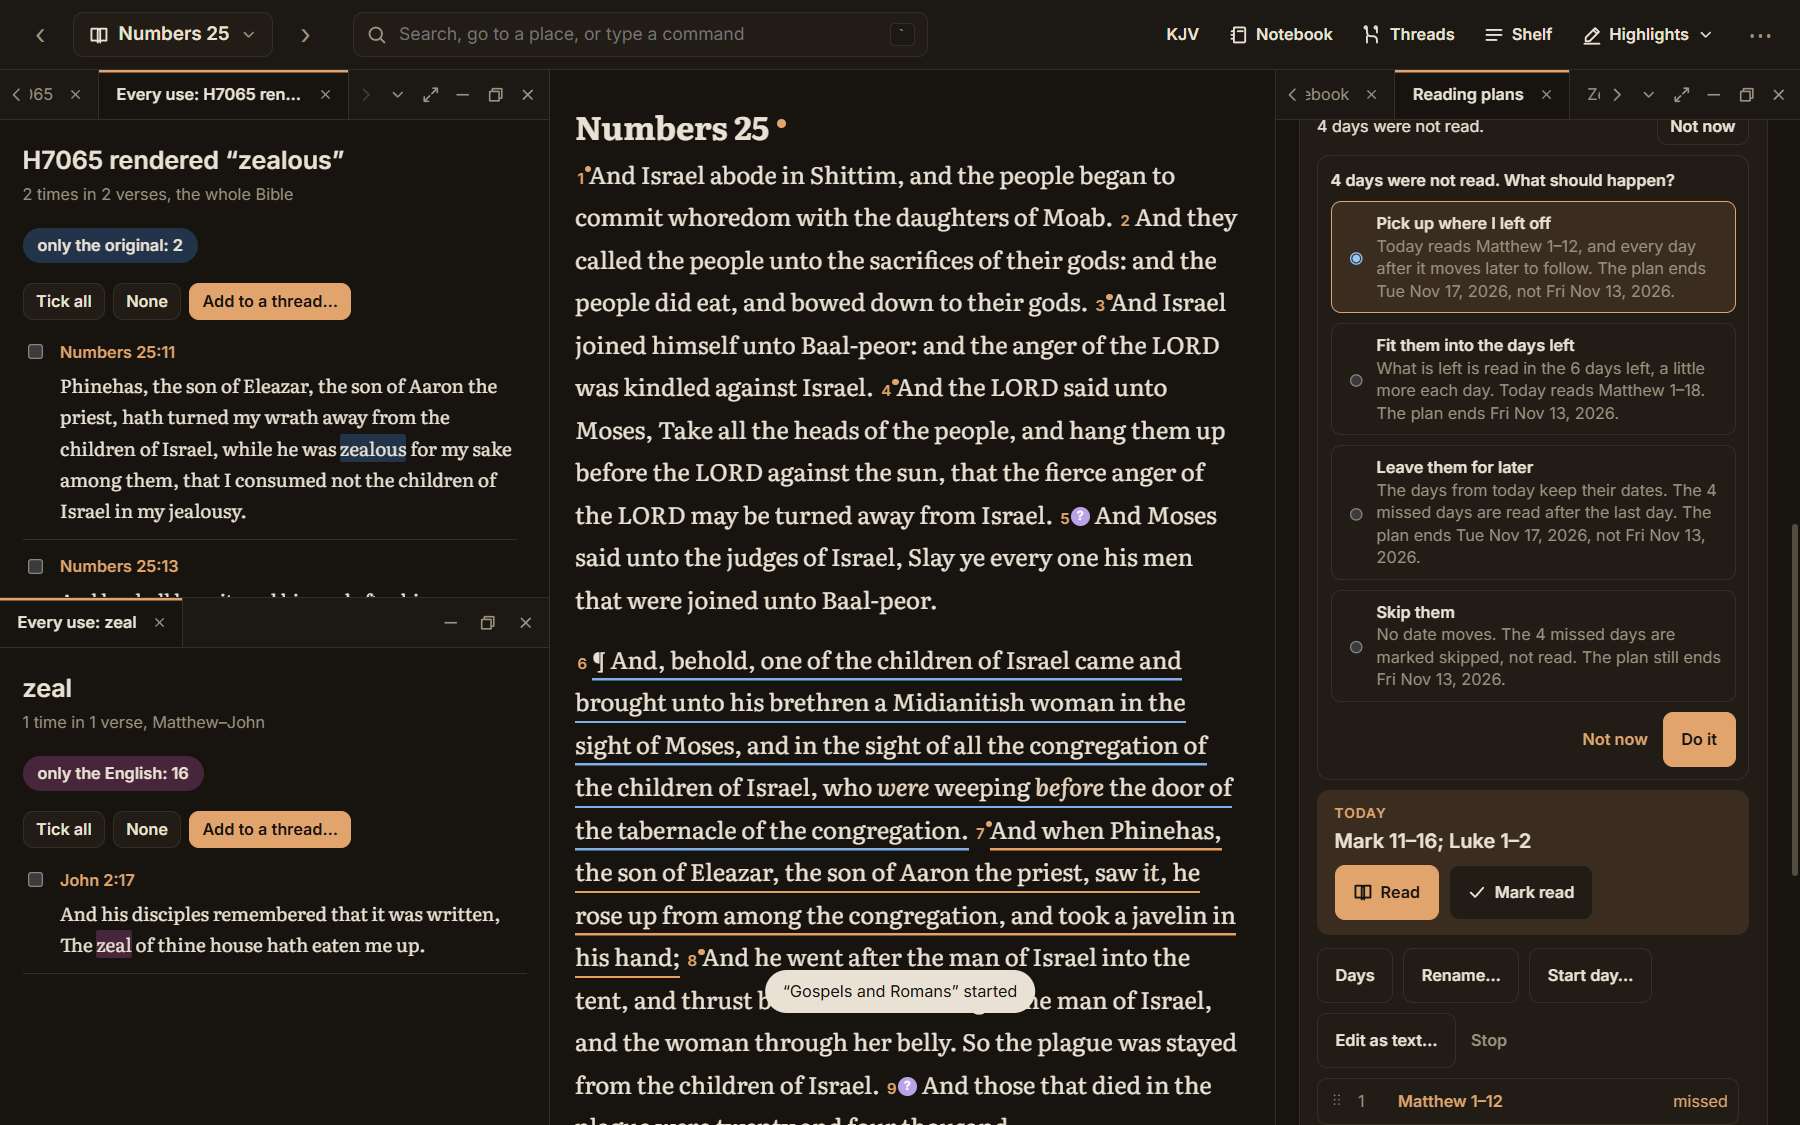 Numbers 25
Search, go to a place, or type a command
`
KJV
Notebook
Threads
Shelf
Highlights
065
Every use: H7065 ren...
H7065 rendered “zealous”
2 times in 2 verses, the whole Bible
only the original: 2
Tick all
None
Add to a thread...
Numbers 25:11
Phinehas, the son of Eleazar, the son of Aaron the
priest, hath turned my wrath away from the
children of Israel, while he was zealous for my sake
among them, that I consumed not the children of
Israel in my jealousy.
Numbers 25:13
Every use: zeal
zeal
1 time in 1 verse, Matthew–John
only the English: 16
Tick all
None
Add to a thread...
John 2:17
And his disciples remembered that it was written,
The zeal of thine house hath eaten me up.
Numbers 25
1 And Israel abode in Shittim, and the people began to
commit whoredom with the daughters of Moab. 2 And they
called the people unto the sacrifices of their gods: and the
people did eat, and bowed down to their gods. 3 And Israel
joined himself unto Baal-peor: and the anger of the LORD
was kindled against Israel. 4 And the LORD said unto
Moses, Take all the heads of the people, and hang them up
before the LORD against the sun, that the fierce anger of
the LORD may be turned away from Israel. 5 ? And Moses
said unto the judges of Israel, Slay ye every one his men
that were joined unto Baal-peor.
6 ¶ And, behold, one of the children of Israel came and
brought unto his brethren a Midianitish woman in the
sight of Moses, and in the sight of all the congregation of
the children of Israel, who were weeping before the door of
the tabernacle of the congregation. 7 And when Phinehas,
the son of Eleazar, the son of Aaron the priest, saw it, he
rose up from among the congregation, and took a javelin in
his hand; 8 And he went after the man of Israel into the
tent, and thrust b
he man of Israel,
“Gospels and Romans” started
and the woman through her belly. So the plague was stayed
from the children of Israel. 9 ? And those that died in the
plague were twenty and four thousand.
ebook
Reading plans
4 days were not read.
Not now
4 days were not read. What should happen?
Pick up where I left off
Today reads Matthew 1–12, and every day
after it moves later to follow. The plan ends
Tue Nov 17, 2026, not Fri Nov 13, 2026.
Fit them into the days left
What is left is read in the 6 days left, a little
more each day. Today reads Matthew 1–18.
The plan ends Fri Nov 13, 2026.
Leave them for later
The days from today keep their dates. The 4
missed days are read after the last day. The
plan ends Tue Nov 17, 2026, not Fri Nov 13,
2026.
Skip them
No date moves. The 4 missed days are
marked skipped, not read. The plan still ends
Fri Nov 13, 2026.
Not now
Do it
TODAY
Mark 11–16; Luke 1–2
Read
Mark read
Days
Rename...
Start day...
Edit as text...
Stop
1
Matthew 1–12
missed